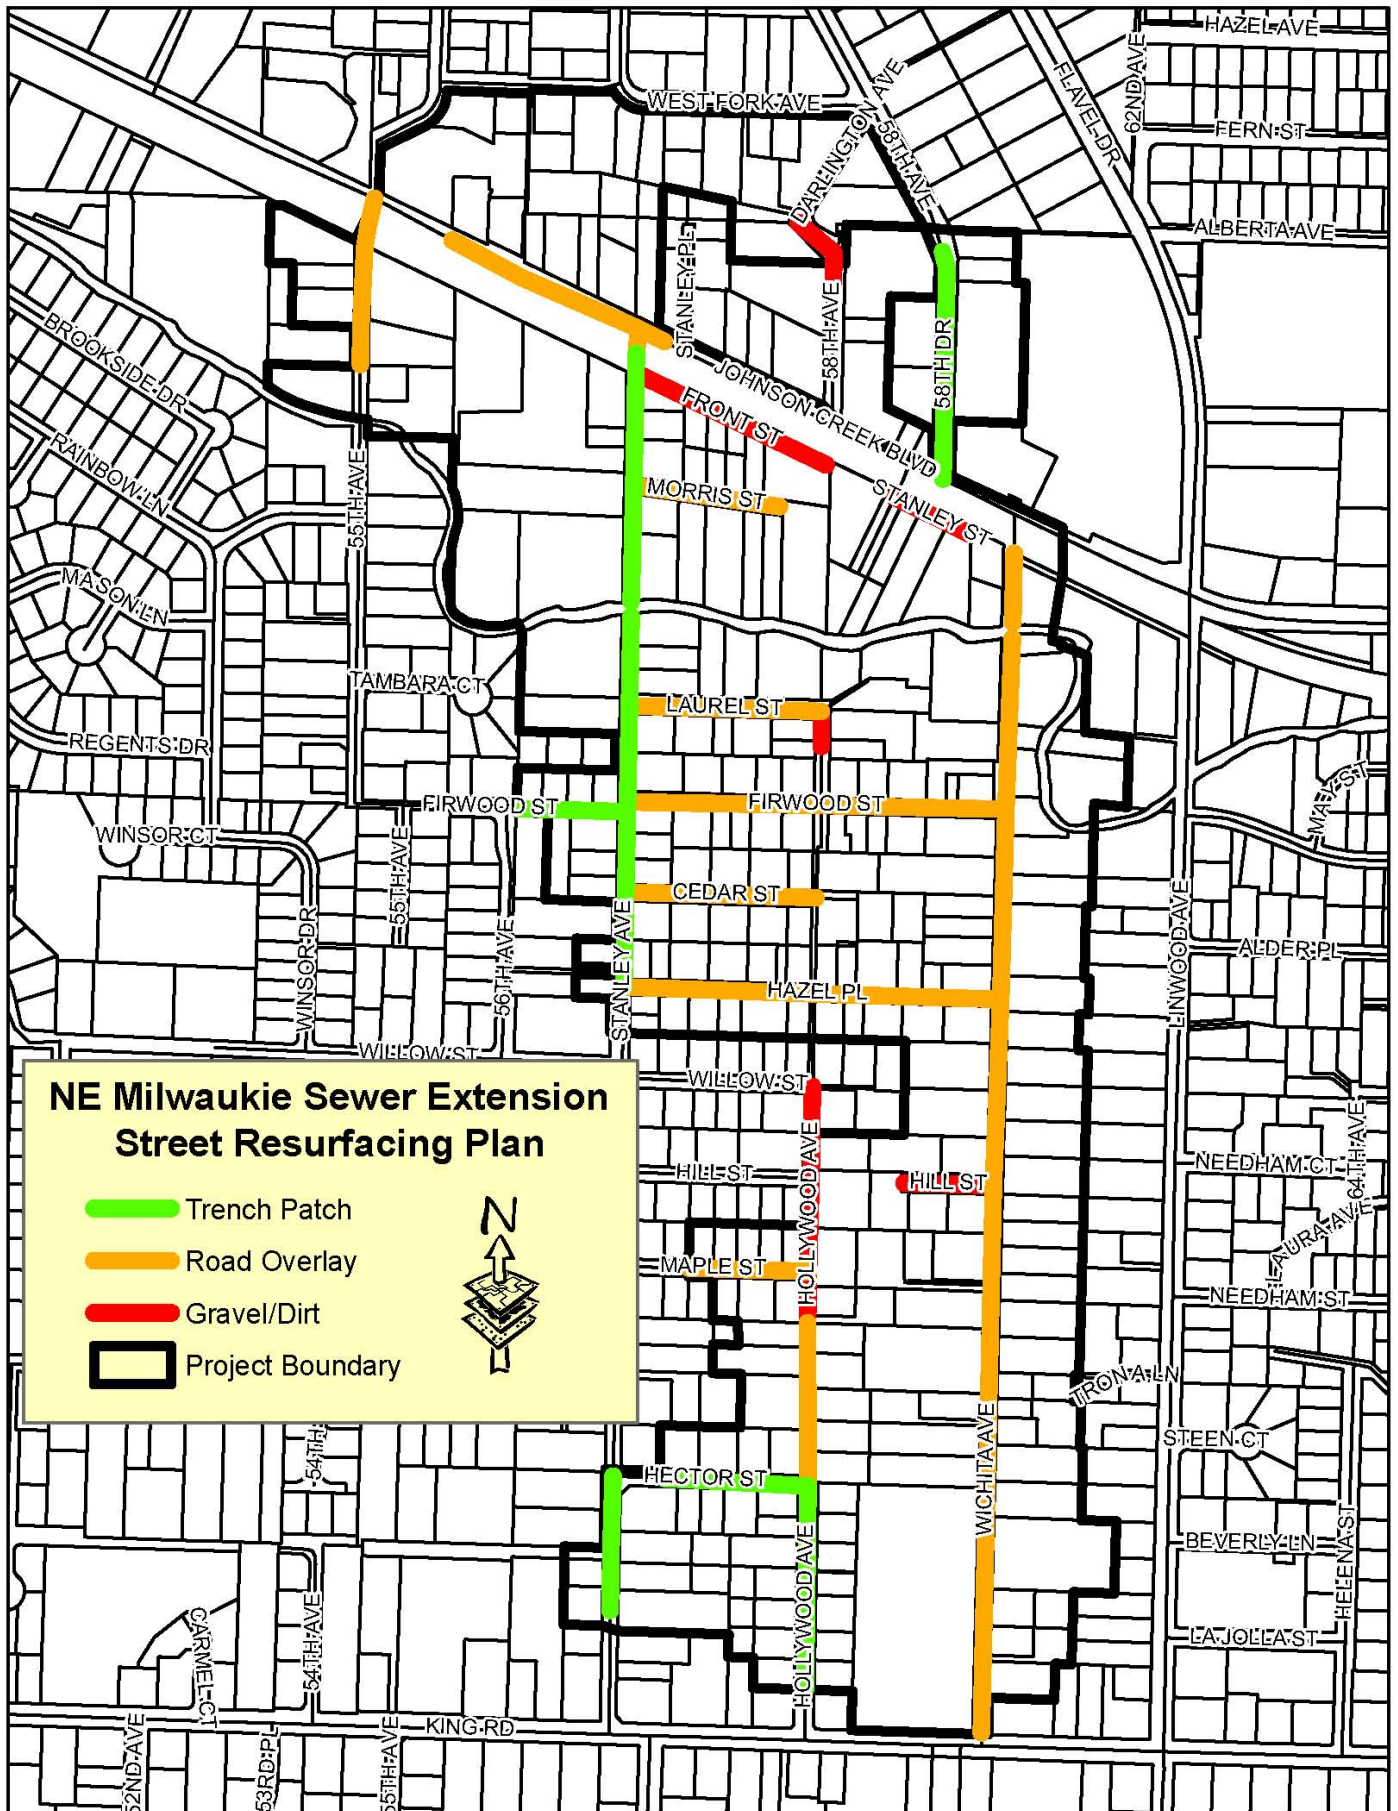 HAZEL AVE
62ND AVE
FLAVEL DR
WEST FORK AVE
DARLINGTON AVE
58TH AVE
FERN ST
ALBERTA AVE
STANLEY PL
58TH AVE
58TH DR
BROOKSIDE DR
JOHNSON CREEK BLVD
FRONT ST
RAINBOW LN
55TH AVE
MORRIS ST
STANLEY ST
MASON LN
TAMBARA CT
LAUREL ST
REGENTS DR
MAY ST
FIRWOOD ST
FIRWOOD ST
WINSOR CT
55TH AVE
CEDAR ST
WINSOR DR
56TH AVE
STANLEY AVE
LINWOOD AVE
ALDER PL
HAZEL PL
WILLOW ST
WILLOW ST
NE Milwaukie Sewer Extension
Street Resurfacing Plan
Trench Patch
Road Overlay
Gravel/Dirt
Project Boundary
N
HOLLYWOOD AVE
HILL ST
HILL ST
NEEDHAM CT
64TH AVE
LAURA AVE
MAPLE ST
NEEDHAM ST
TRONA LN
54TH
WICHITA AVE
STEEN CT
HECTOR ST
BEVERLY LN
HELENA ST
HOLLYWOOD AVE
CARMEL CT
54TH AVE
LA JOLLA ST
KING RD
52ND AVE
53RD PL
55TH AVE